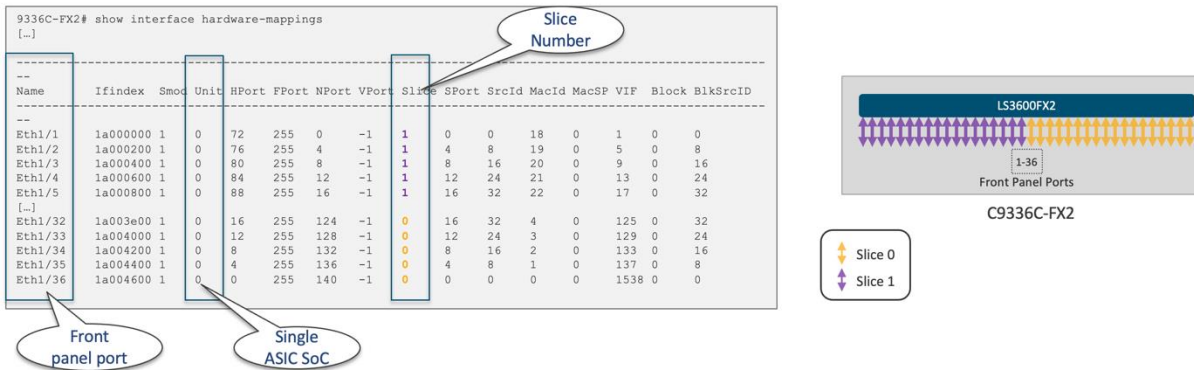 9336C-FX2# show interface hardware-mappings
[…]
--------------------------------------------------------------------------------
--
Name Ifindex Smod Unit HPort FPort NPort VPort Slice SPort SrcId MacId MacSP VIF Block BlkSrcID
--------------------------------------------------------------------------------
--
Eth1/1 1a000000 1 0 72 255 0 -1 1 0 0 18 0 1 0 0
Eth1/2 1a000200 1 0 76 255 4 -1 1 4 8 19 0 5 0 8
Eth1/3 1a000400 1 0 80 255 8 -1 1 8 16 20 0 9 0 16
Eth1/4 1a000600 1 0 84 255 12 -1 1 12 24 21 0 13 0 24
Eth1/5 1a000800 1 0 88 255 16 -1 1 16 32 22 0 17 0 32
[…]
Eth1/32 1a003e00 1 0 16 255 124 -1 0 16 32 4 0 125 0 32
Eth1/33 1a004000 1 0 12 255 128 -1 0 12 24 3 0 129 0 24
Eth1/34 1a004200 1 0 8 255 132 -1 0 8 16 2 0 133 0 16
Eth1/35 1a004400 1 0 4 255 136 -1 0 4 8 1 0 137 0 8
Eth1/36 1a004600 1 0 0 255 140 -1 0 0 0 0 0 1538 0 0
Slice
Number
Front
panel port
Single
ASIC SoC
LS3600FX2
1-36
Front Panel Ports
C9336C-FX2
Slice 0
Slice 1